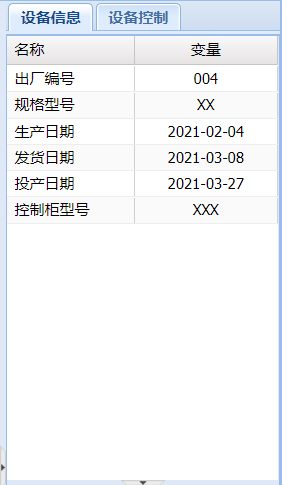 设备信息 设备控制
名称 变量
出厂编号 004
规格型号 XX
生产日期 2021-02-04
发货日期 2021-03-08
投产日期 2021-03-27
控制柜型号 XXX